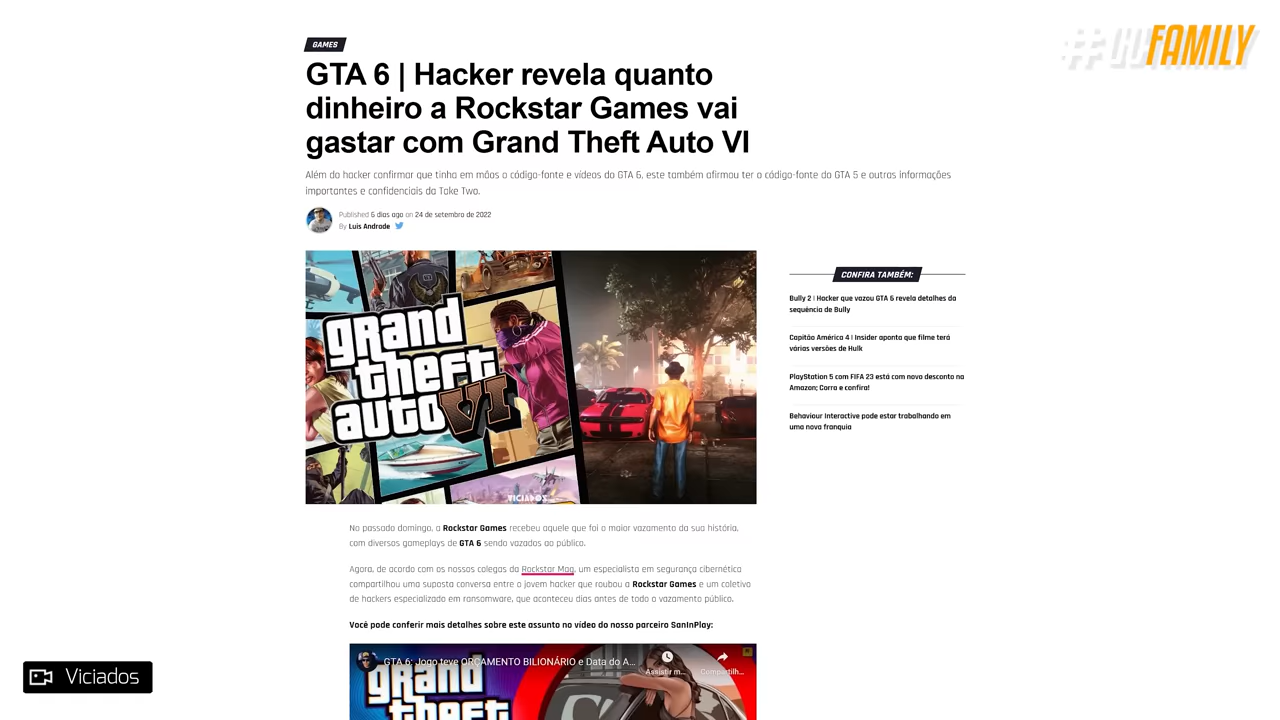 #GGFAMILY
GAMES
GTA 6 | Hacker revela quanto
dinheiro a Rockstar Games vai
gastar com Grand Theft Auto VI
Além do hacker confirmar que tinha em mãos o código-fonte e vídeos do GTA 6, este também afirmou ter o código-fonte do GTA 5 e outras informações
importantes e confidenciais da Take Two.
Published 6 dias ago on 24 de setembro de 2022
By Luis Andrade
grand
theft
auto VI
VICIADOS
CONFIRA TAMBÉM:
Bully 2 | Hacker que vazou GTA 6 revela detalhes da
sequência de Bully
Capitão América 4 | Insider aponta que filme terá
várias versões de Hulk
PlayStation 5 com FIFA 23 está com novo desconto na
Amazon; Corra e confira!
Behaviour Interactive pode estar trabalhando em
uma nova franquia
No passado domingo, a Rockstar Games recebeu aquele que foi o maior vazamento da sua história,
com diversos gameplays de GTA 6 sendo vazados ao público.
Agora, de acordo com os nossos colegas da Rockstar Mag, um especialista em segurança cibernética
compartilhou uma suposta conversa entre o jovem hacker que roubou a Rockstar Games e um coletivo
de hackers especializado em ransomware, que aconteceu dias antes de todo o vazamento público.
Você pode conferir mais detalhes sobre este assunto no vídeo do nosso parceiro SanInPlay:
GTA 6: Jogo teve ORÇAMENTO BILIONÁRIO e Data do A...
Assistir m...
Compartilh...
grand
theft
Viciados